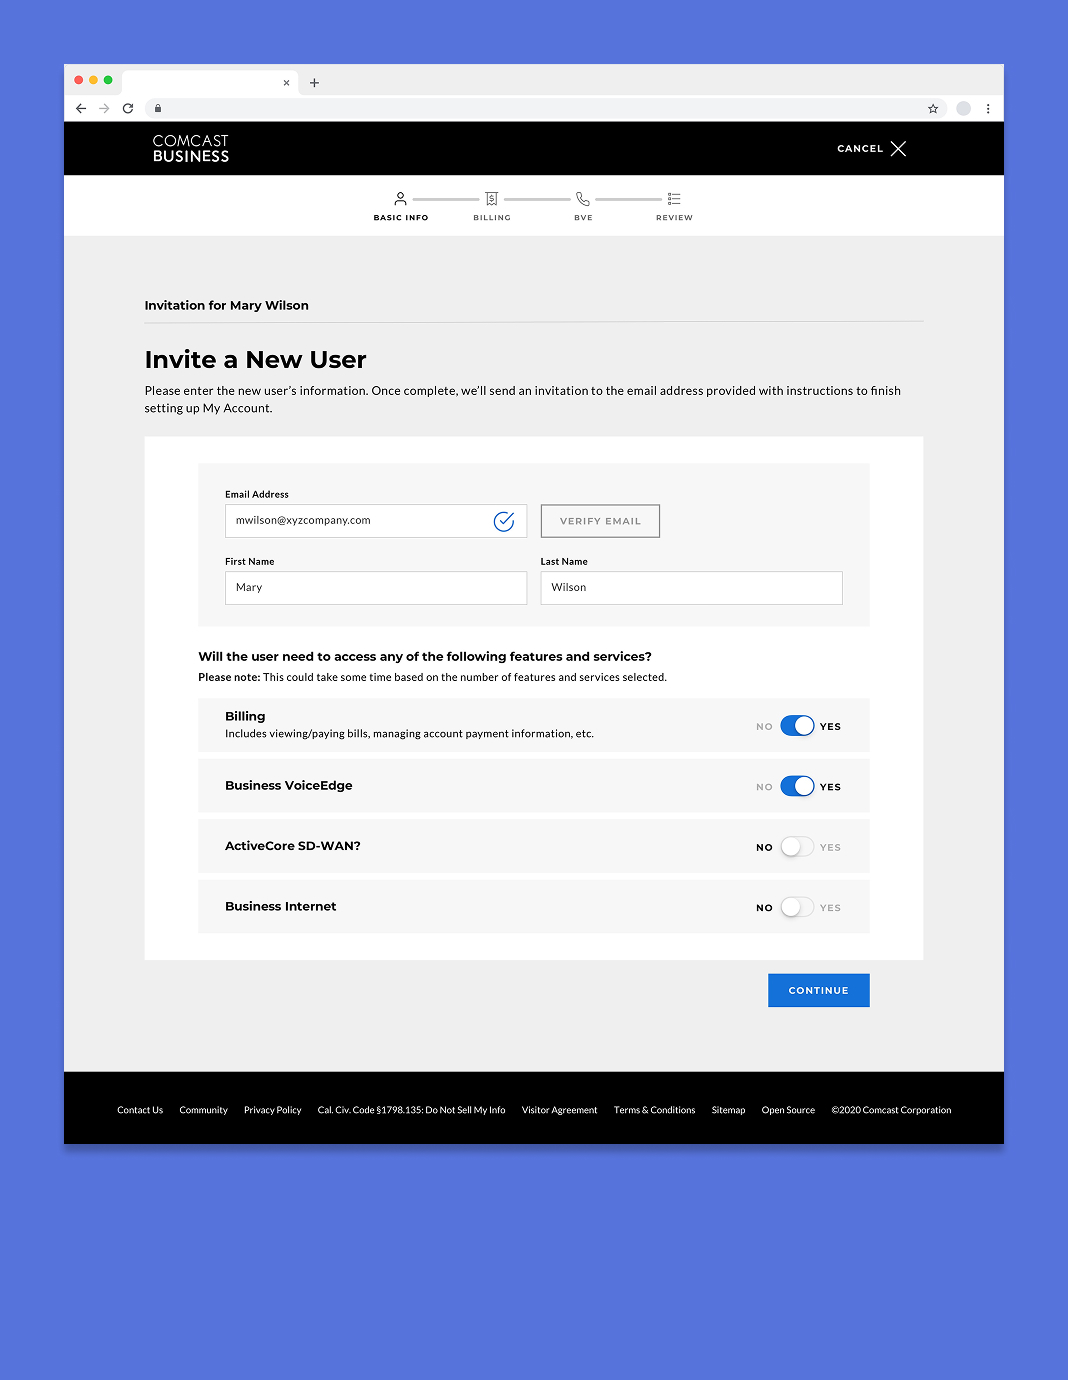 COMCAST
BUSINESS
CANCEL
BASIC INFO
BILLING
BVE
REVIEW
Invitation for Mary Wilson
Invite a New User
Please enter the new user's information. Once complete, we'll send an invitation to the email address provided with instructions to finish
setting up My Account.
Email Address
mwilson@xyzcompany.com
VERIFY EMAIL
First Name
Last Name
Mary
Wilson
Will the user need to access any of the following features and services?
Please note: This could take some time based on the number of features and services selected.
Billing
Includes viewing/paying bills, managing account payment information, etc.
NO YES
Business VoiceEdge
NO YES
ActiveCore SD-WAN?
NO YES
Business Internet
NO YES
CONTINUE
Contact Us Community Privacy Policy Cal. Civ. Code §1798.135: Do Not Sell My Info Visitor Agreement Terms & Conditions Sitemap Open Source ©2020 Comcast Corporation